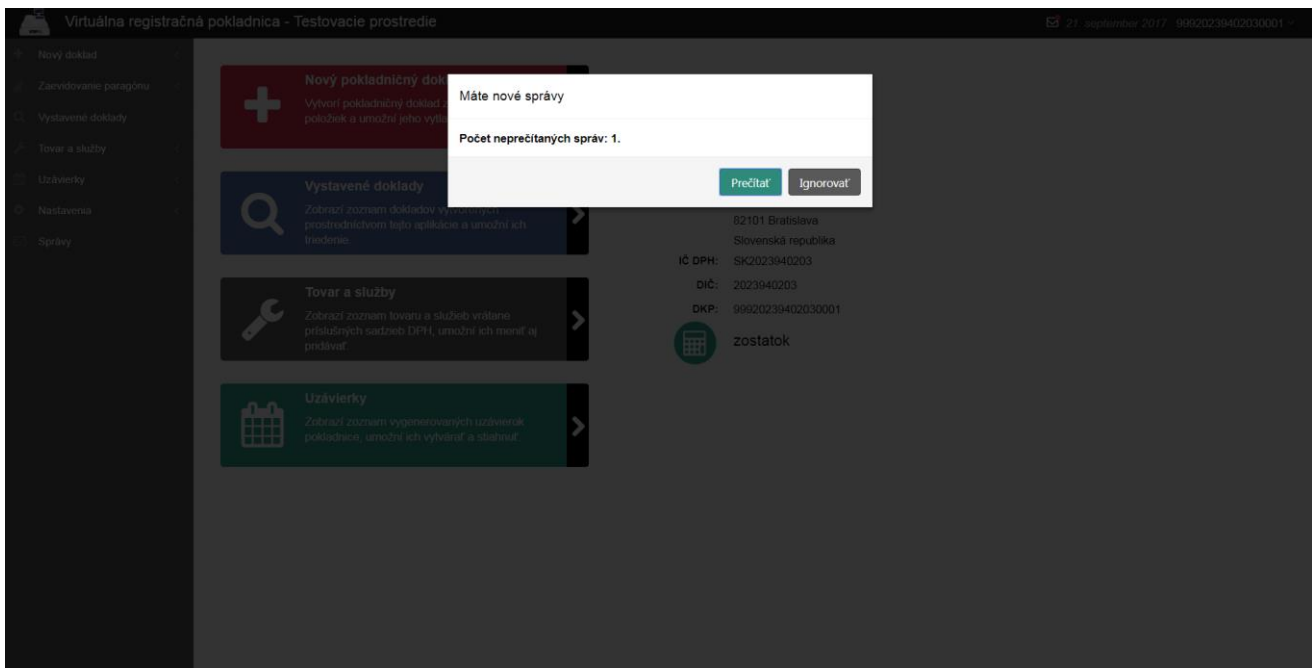 Virtuálna registračná pokladnica - Testovacie prostredie
21. september 2017 99920239402030001
Nový doklad
Zaevidovanie paragónu
Vystavené doklady
Tovar a služby
Uzávierky
Nastavenia
Správy
Nový pokladničný dok
Vytvorí pokladničný doklad z
položiek a umožní jeho vytla
Máte nové správy
Počet neprečítaných správ: 1.
Prečítať
Ignorovať
Vystavené doklady
Zobrazí zoznam dokladov vytvorených
prostredníctvom tejto aplikácie a umožní ich
triedenie.
Tovar a služby
Zobrazí zoznam tovaru a služieb vrátane
príslušných sadzieb DPH, umožní ich meniť aj
pridávať.
Uzávierky
Zobrazí zoznam vygenerovaných uzávierok
pokladnice, umožní ich vytvárať a stiahnuť.
82101 Bratislava
Slovenská republika
IČ DPH: SK2023940203
DIČ: 2023940203
DKP: 99920239402030001
zostatok